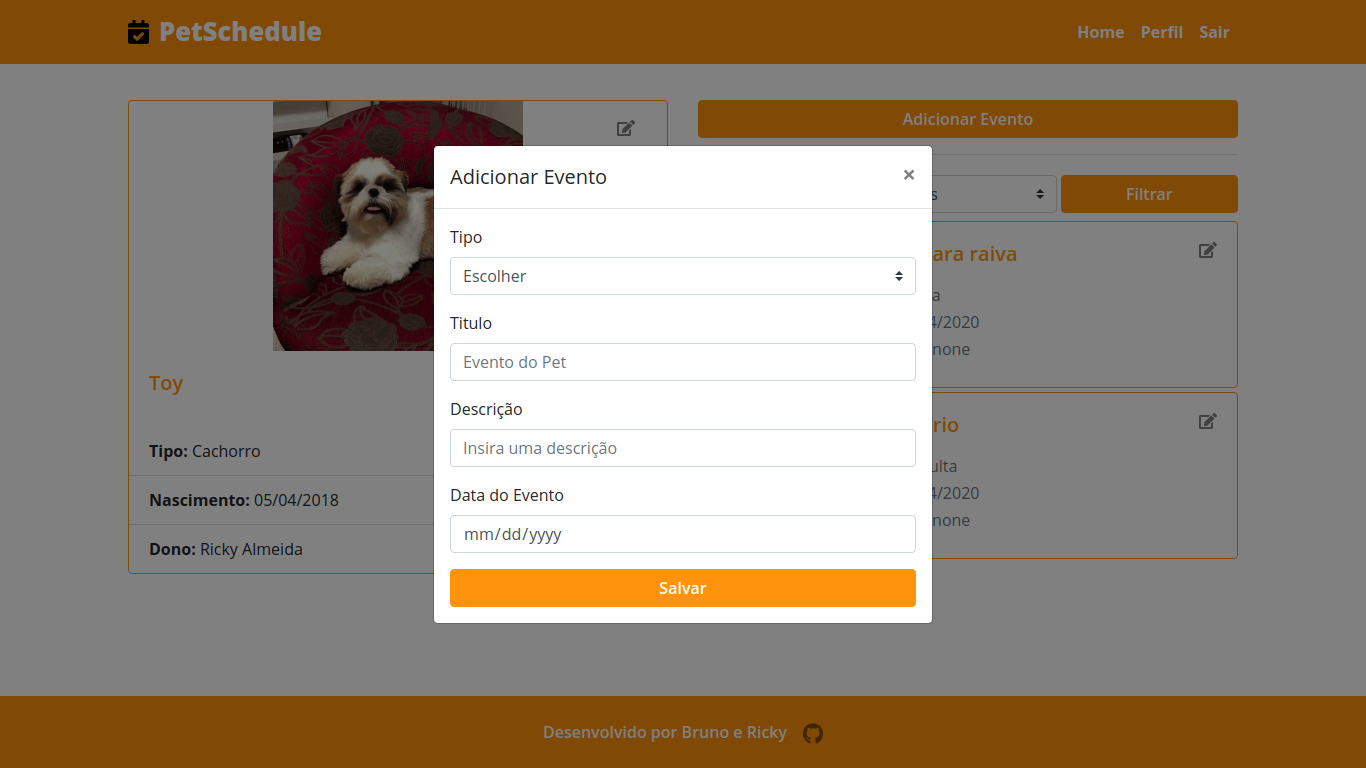 PetSchedule
Home Perfil Sair
Adicionar Evento
Filtrar
ara raiva
4/2020
none
rio
ulta
4/2020
none
Toy
Tipo: Cachorro
Nascimento: 05/04/2018
Dono: Ricky Almeida
Adicionar Evento
×
Tipo
Escolher
Titulo
Evento do Pet
Descrição
Insira uma descrição
Data do Evento
mm/dd/yyyy
Salvar
Desenvolvido por Bruno e Ricky